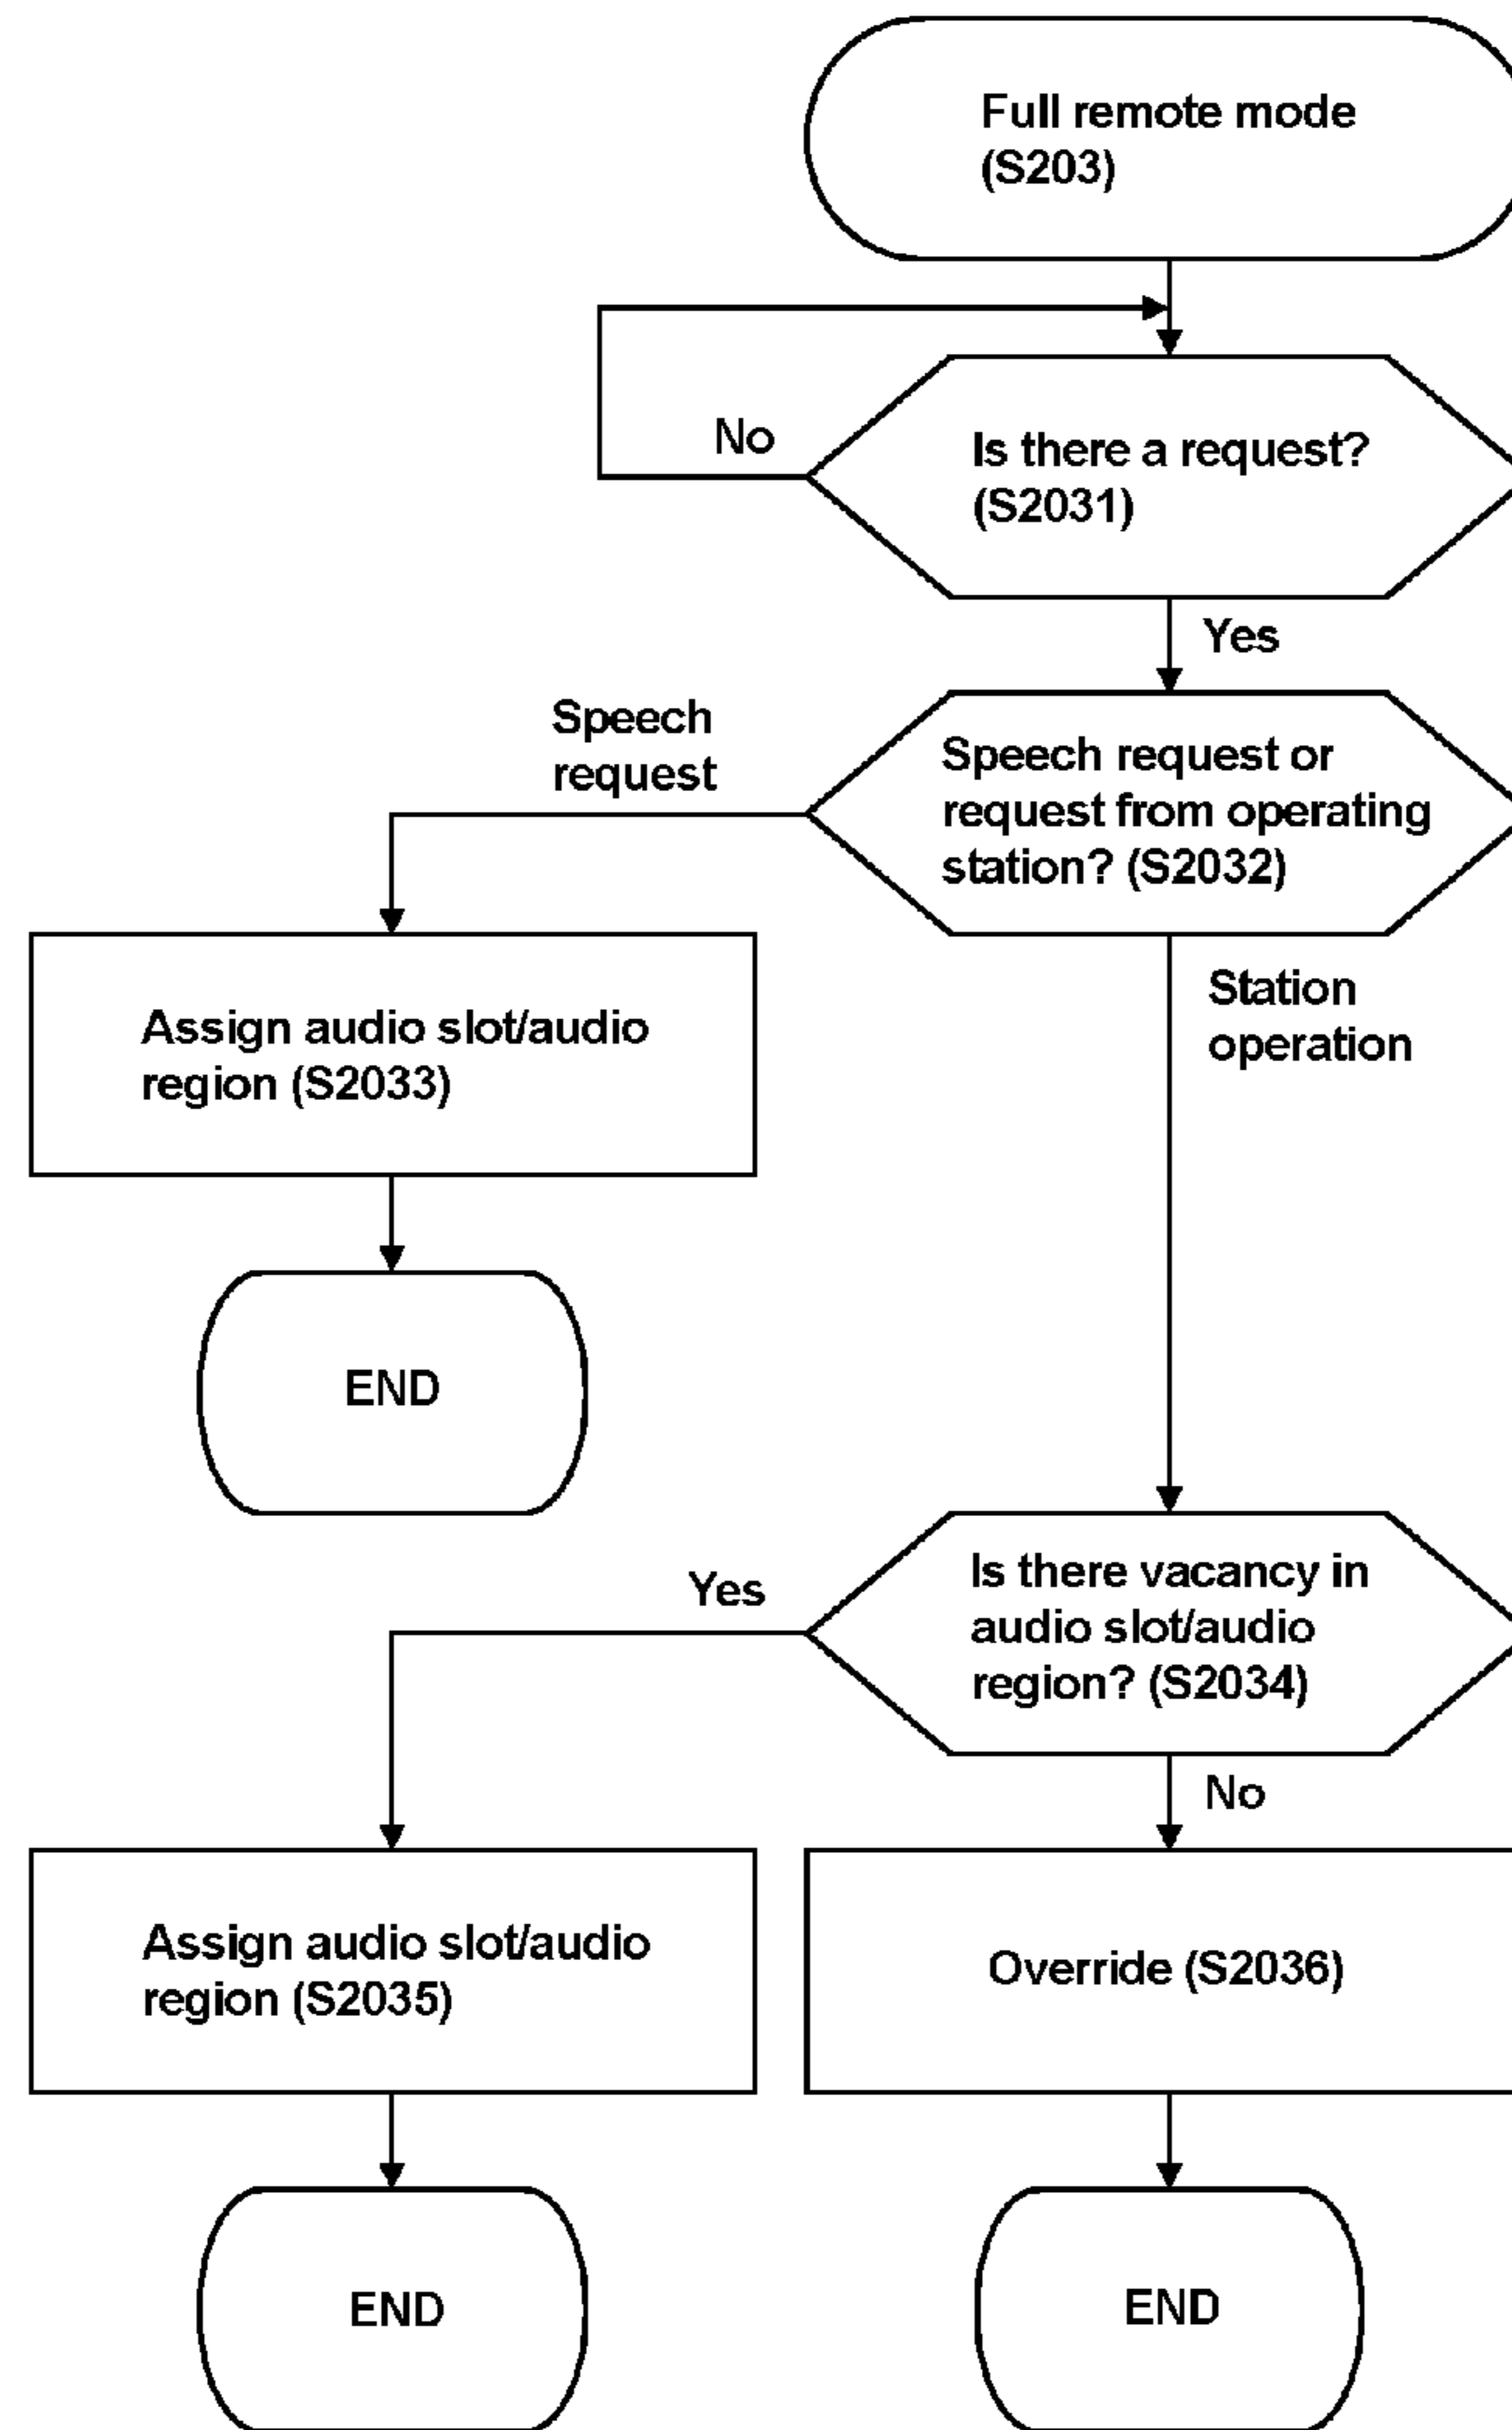 Full remote mode
(S203)
No
Is there a request?
(S2031)
Yes
Speech
request
Speech request or
request from operating
station? (S2032)
Assign audio slot/audio
region (S2033)
Station
operation
END
Yes
Is there vacancy in
audio slot/audio
region? (S2034)
No
Assign audio slot/audio
region (S2035)
Override (S2036)
END
END